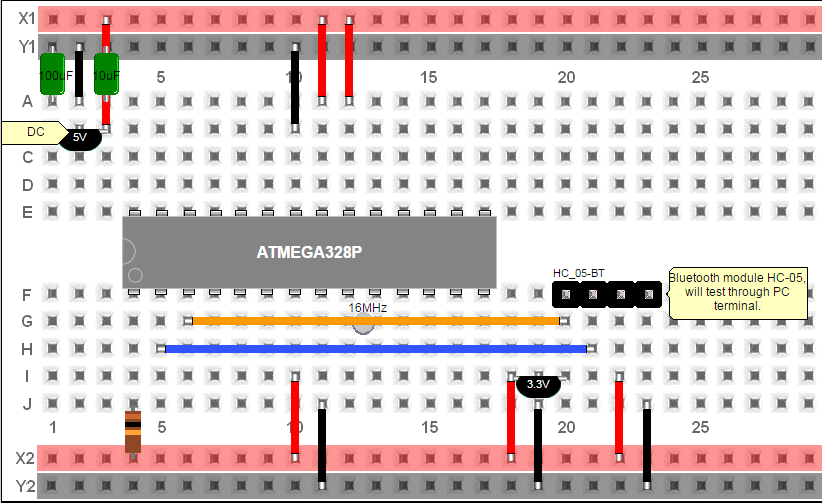 X1
Y1
100uF
10uF
5
10
15
20
25
A
DC
5V
C
D
E
ATMEGA328P
HC_05-BT
Bluetooth module HC-05,
will test through PC
terminal.
F
16MHz
G
H
I
3.3V
J
1
5
10
15
20
25
X2
Y2